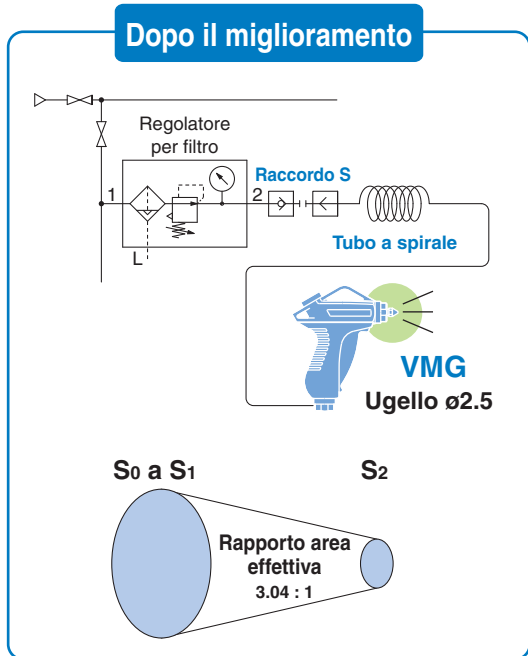 Dopo il miglioramento
Regolatore
per filtro
1
2
L
Raccordo S
Tubo a spirale
VMG
Ugello ø2.5
S0 a S1
S2
Rapporto area
effettiva
3.04 : 1